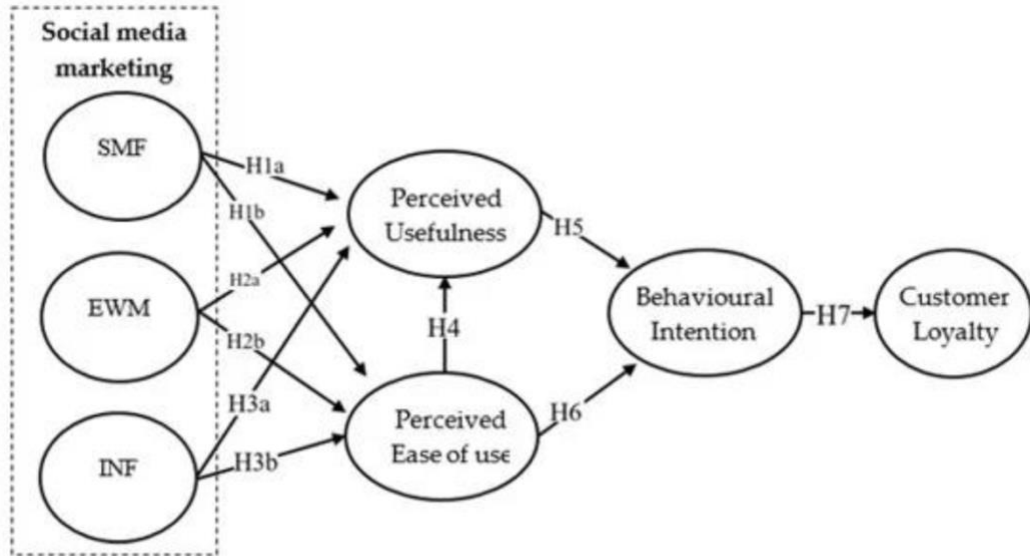 Social media
marketing
SMF
EWM
INF
H1a
H1b
H2a
H2b
H3a
H3b
Perceived
Usefulness
H4
Perceived
Ease of use
H5
H6
Behavioural
Intention
H7
Customer
Loyalty